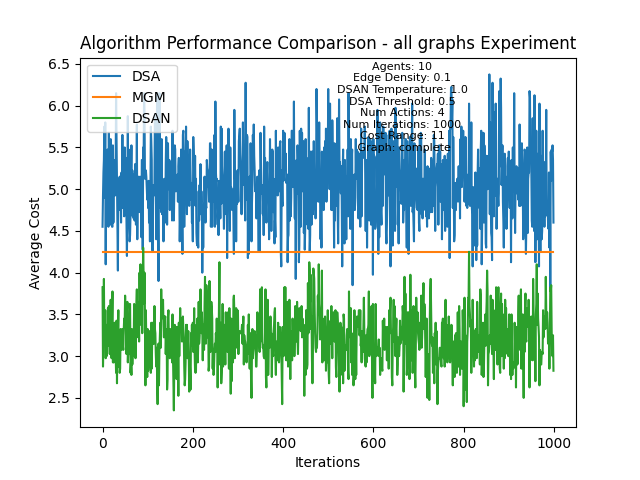 Algorithm Performance Comparison - all graphs Experiment
6.5
6.0
5.5
5.0
4.5
4.0
3.5
3.0
2.5
Average Cost
DSA
MGM
DSAN
Agents: 10
Edge Density: 0.1
DSAN Temperature: 1.0
DSA Threshold: 0.5
Num Actions: 4
Num Iterations: 1000
Cost Range: 11
Graph: complete
0
200
400
600
800
1000
Iterations